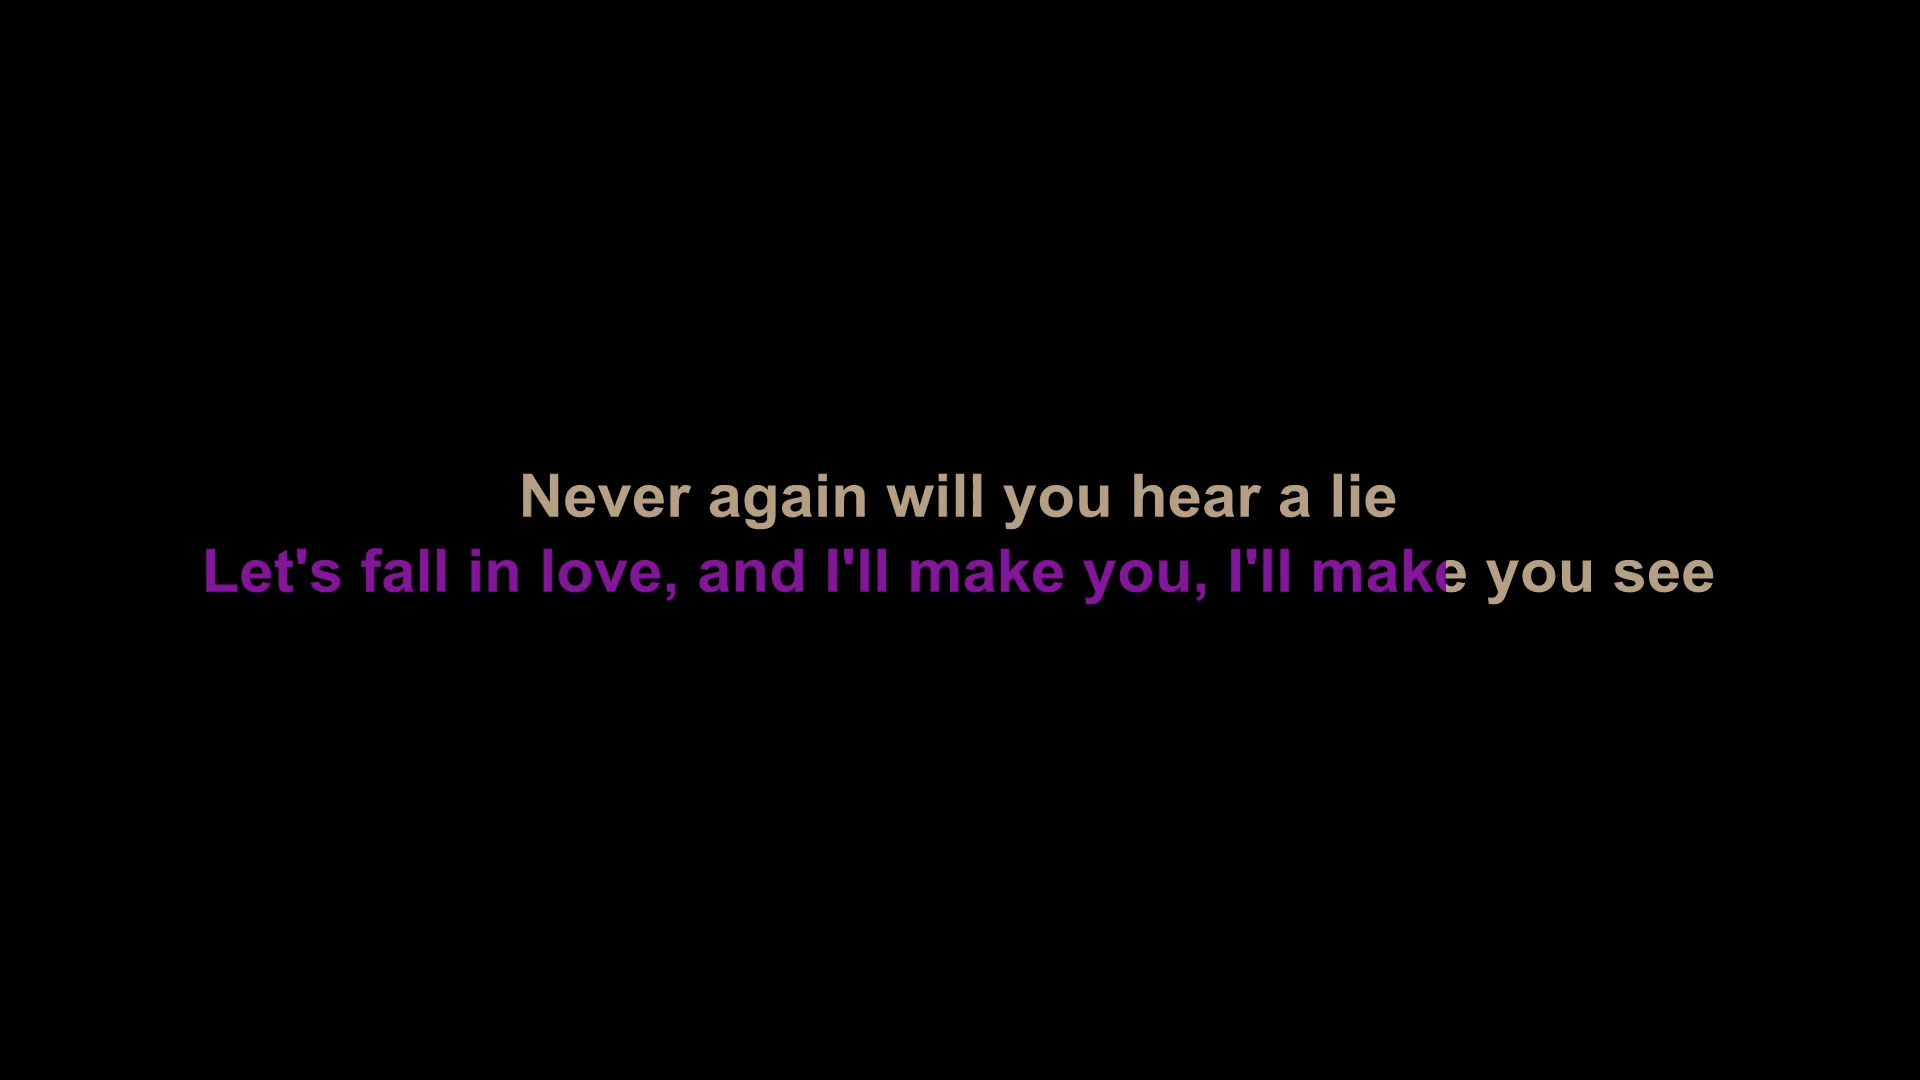 Never again will you hear a lie
Let's fall in love, and I'll make you, I'll make you see